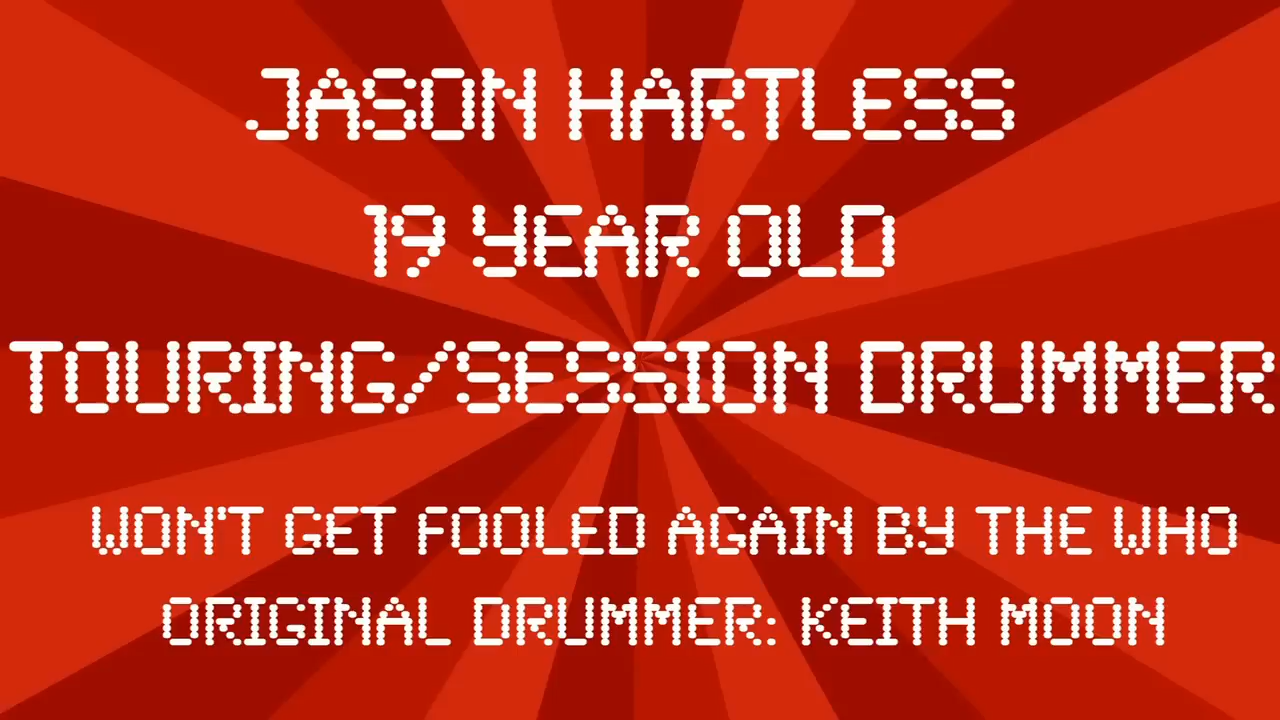 JASON HARTLESS
19 YEAR OLD
TOURING/SESSION DRUMMER
WON'T GET FOOLED AGAIN BY THE WHO
ORIGINAL DRUMMER: KEITH MOON